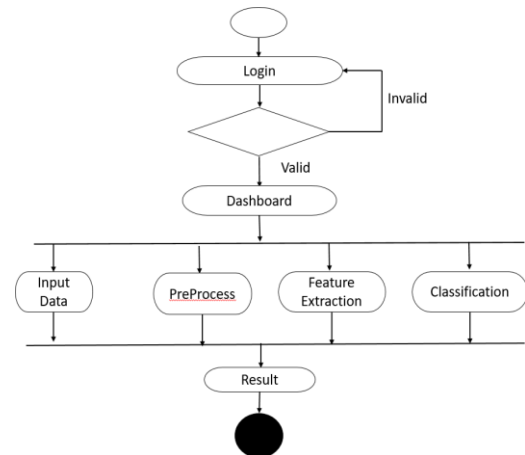 Login
Invalid
Valid
Dashboard
Input
Data
PreProcess
Feature
Extraction
Classification
Result